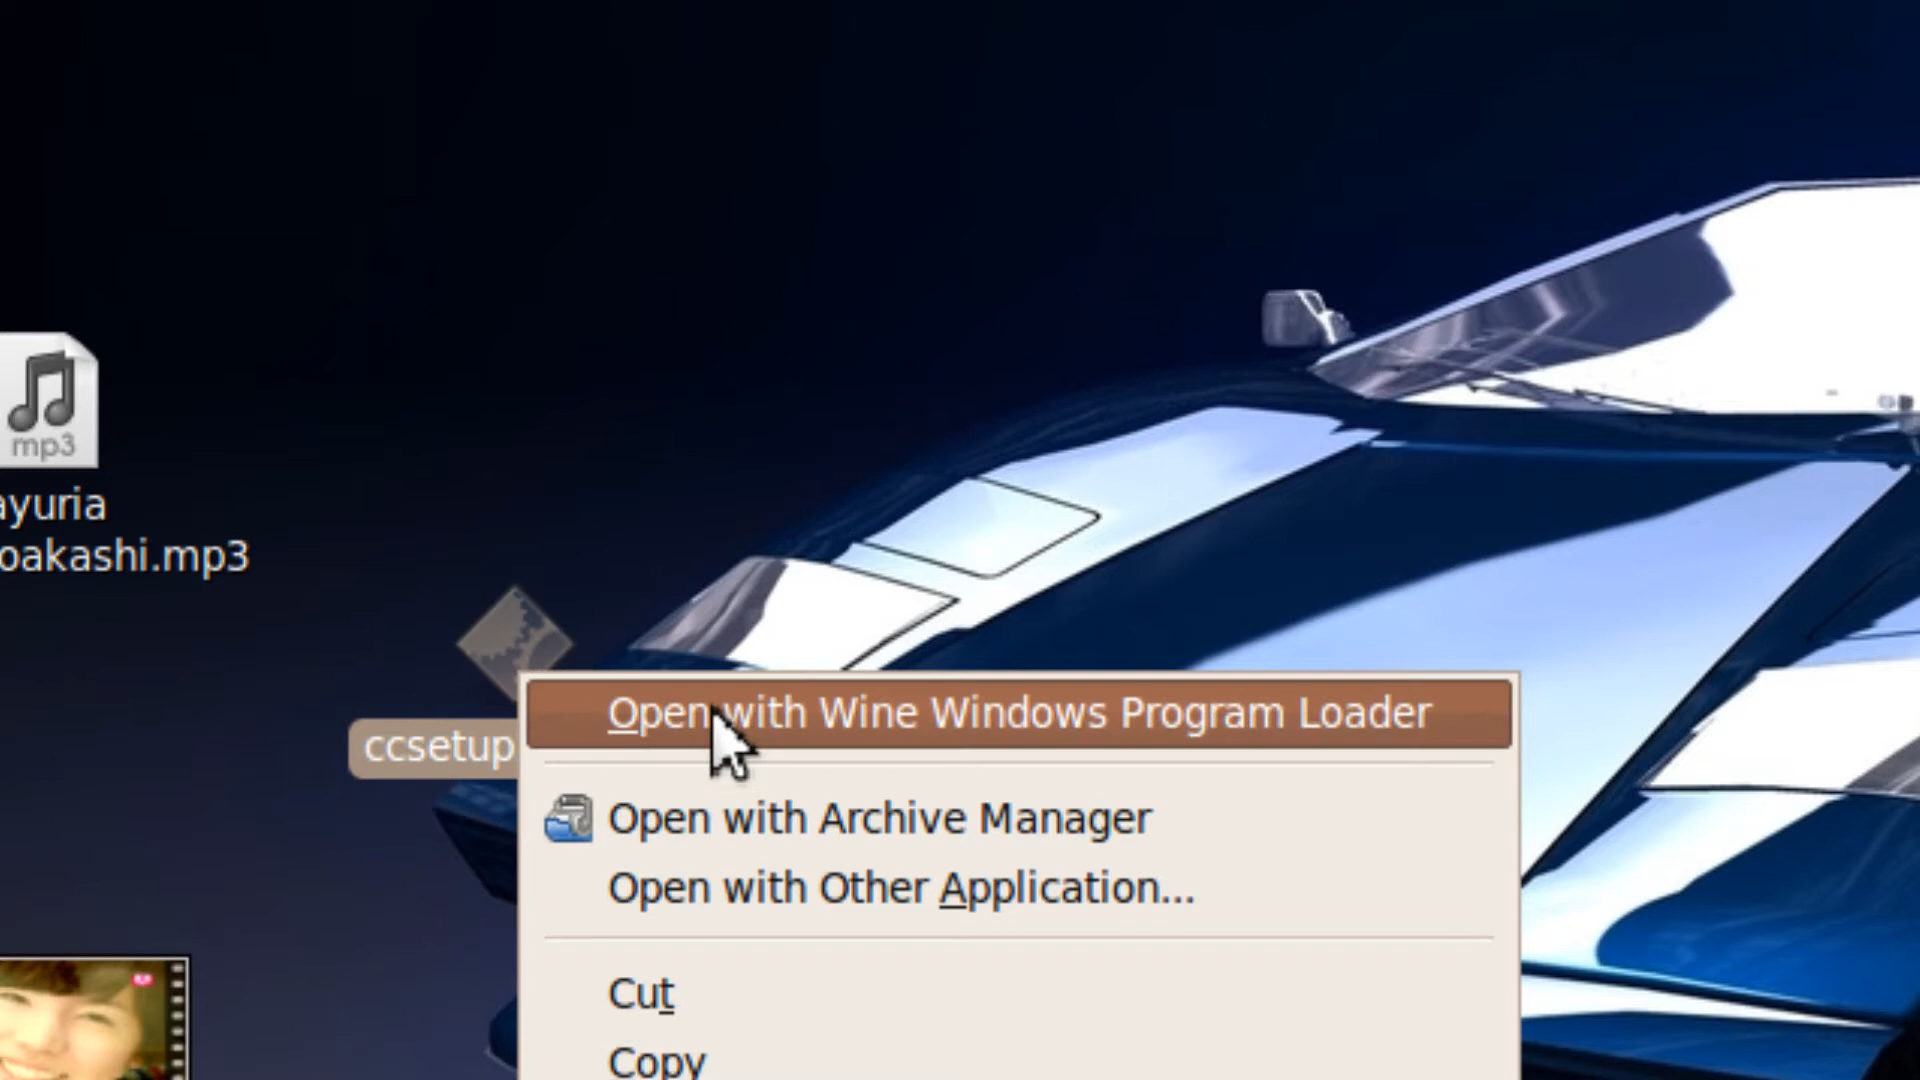 mp3
ayuria
oakashi.mp3
ccsetup
Open with Wine Windows Program Loader
Open with Archive Manager
Open with Other Application...
Cut
Copy